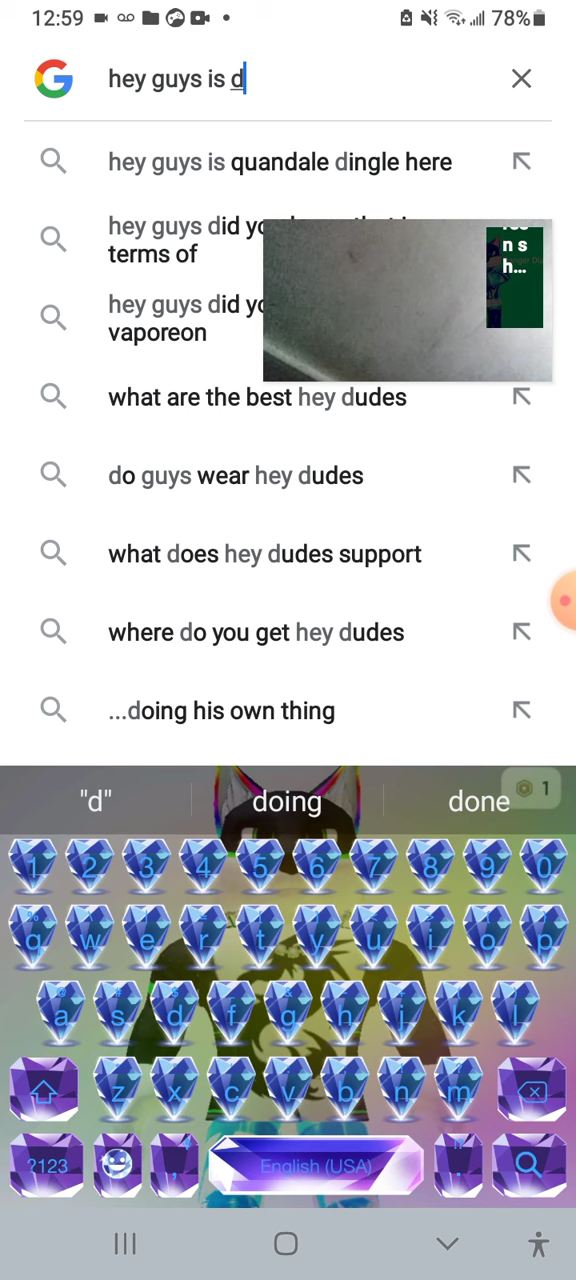 12:59 78%
hey guys is d
hey guys is quandale dingle here
hey guys did
terms of
n s
h...
hey guys did
vaporeon
what are the best hey dudes
do guys wear hey dudes
what does hey dudes support
where do you get hey dudes
...doing his own thing
"d" doing done
1
1 2 3 4 5 6 7 8 9 0
q w e r t y u i o p
a s d f g h j k l
z x c v b n m
?123 , English (USA) .